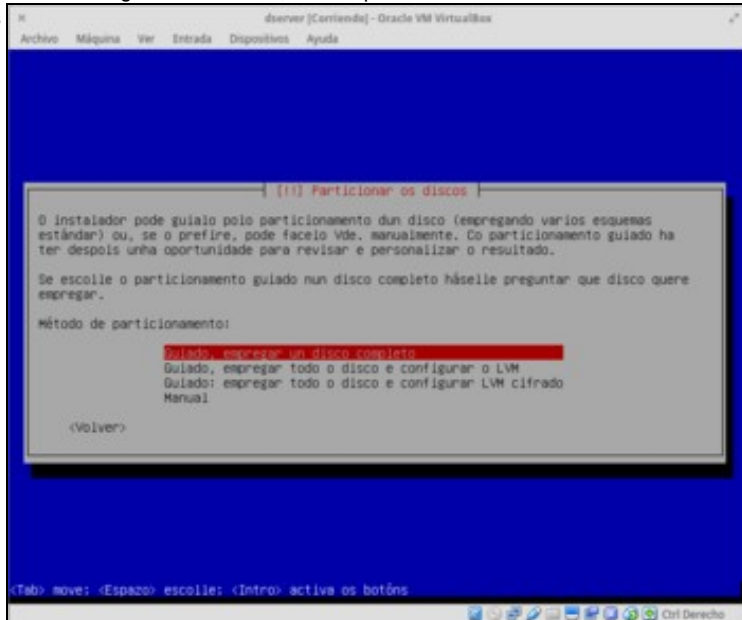 dserver [Corriendo] - Oracle VM VirtualBox
Archivo Máquina Ver Entrada Dispositivos Ayuda
[!!] Particionar os discos
O instalador pode guialo polo particionamento dun disco (empregando varios esquemas
estándar) ou, se o prefire, pode facelo Vde. manualmente. Co particionamento guiado ha
ter despois unha oportunidade para revisar e personalizar o resultado.
Se escolle o particionamento guiado nun disco completo háselle preguntar que disco quere
empregar.
Método de particionamento:
Guiado, empregar un disco completo
Guiado, empregar todo o disco e configurar o LVM
Guiado: empregar todo o disco e configurar LVM cifrado
Manual
<Volver>
<Tab> move; <Espazo> escolle; <Intro> activa os botóns
Ctrl Derecho